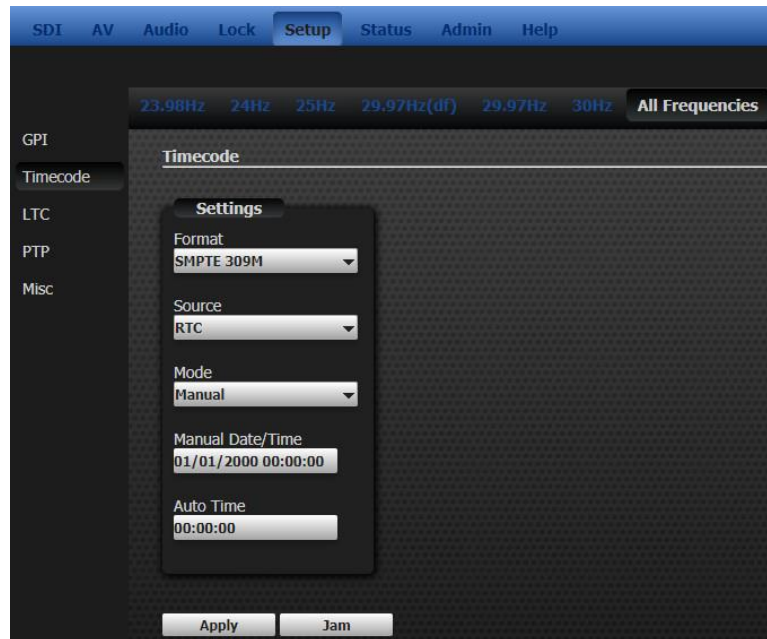 SDI AV Audio Lock Setup Status Admin Help
23.98Hz 24Hz 25Hz 29.97Hz(df) 29.97Hz 30Hz All Frequencies
GPI
Timecode
LTC
PTP
Misc
Timecode
Settings
Format
SMPTE 309M
Source
RTC
Mode
Manual
Manual Date/Time
01/01/2000 00:00:00
Auto Time
00:00:00
Apply Jam